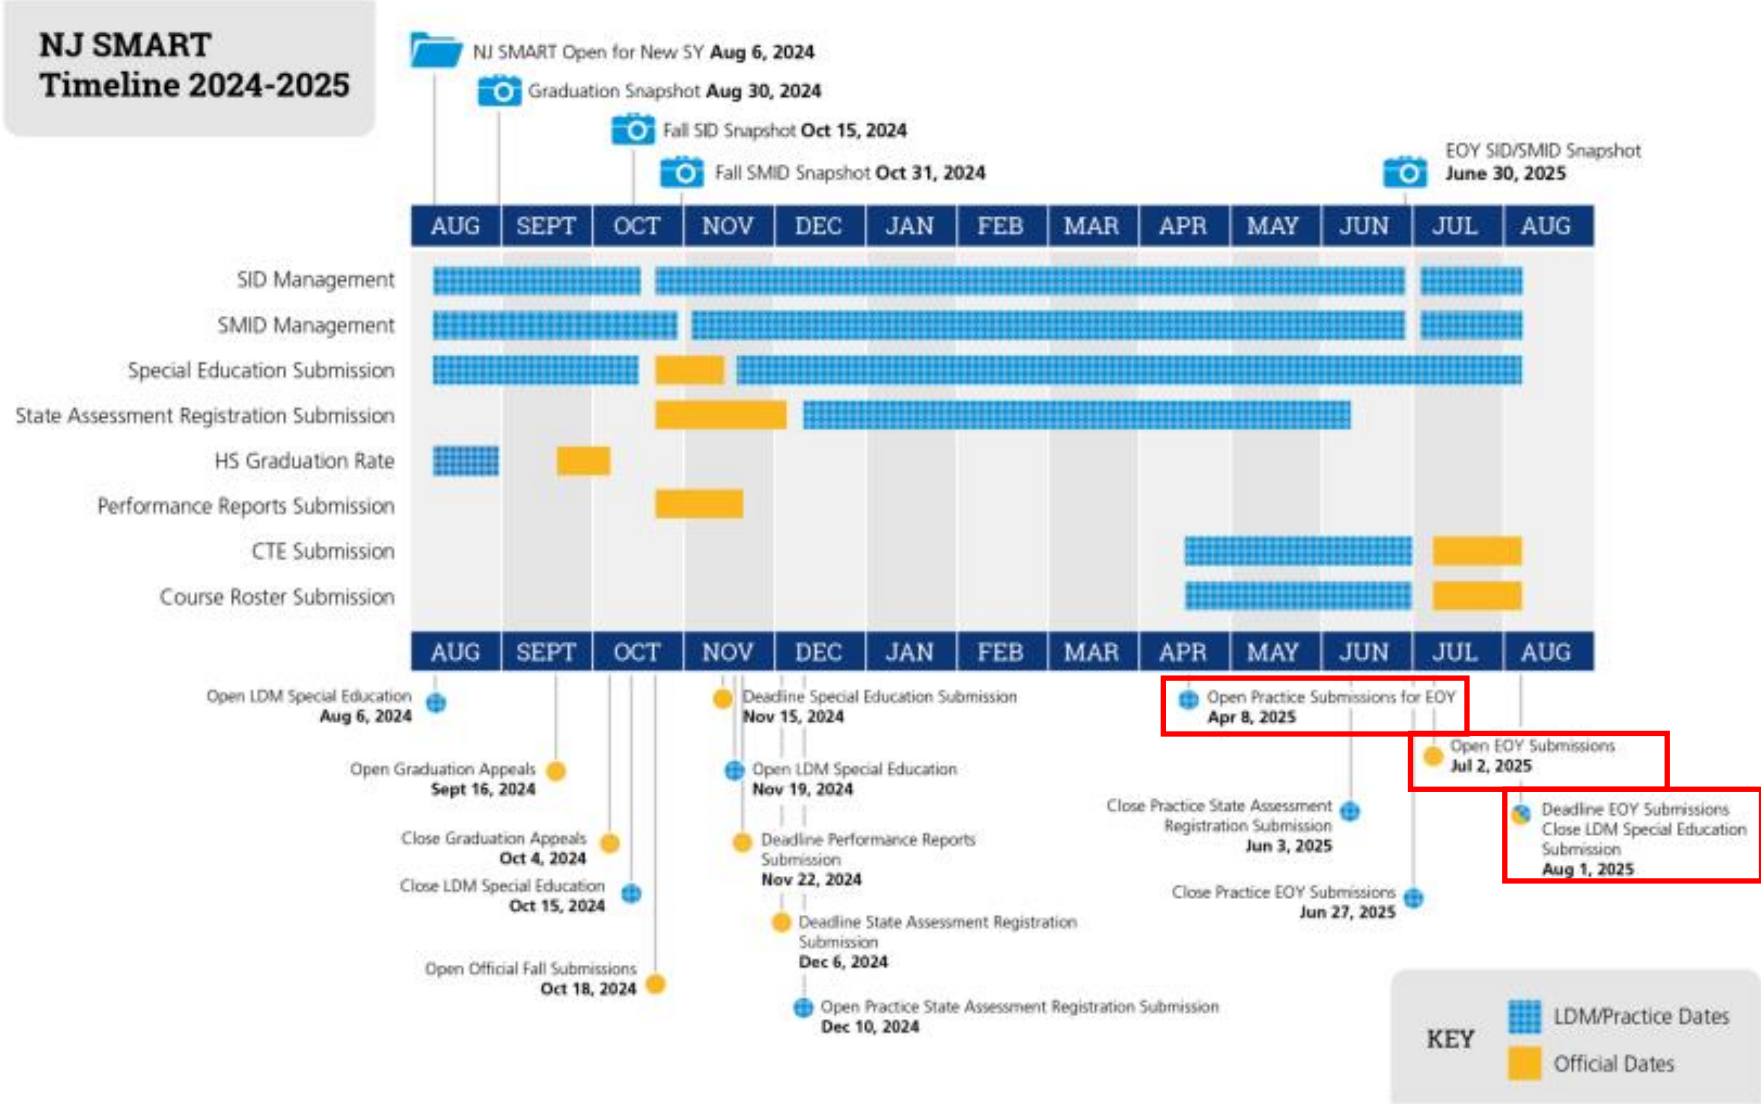 NJ SMART
Timeline 2024-2025
NJ SMART Open for New SY Aug 6, 2024
Graduation Snapshot Aug 30, 2024
Fall SID Snapshot Oct 15, 2024
Fall SMID Snapshot Oct 31, 2024
EOY SID/SMID Snapshot
June 30, 2025
AUG SEPT OCT NOV DEC JAN FEB MAR APR MAY JUN JUL AUG
SID Management
SMID Management
Special Education Submission
State Assessment Registration Submission
HS Graduation Rate
Performance Reports Submission
CTE Submission
Course Roster Submission
AUG SEPT OCT NOV DEC JAN FEB MAR APR MAY JUN JUL AUG
Open LDM Special Education
Aug 6, 2024
Open Graduation Appeals
Sept 16, 2024
Close Graduation Appeals
Oct 4, 2024
Close LDM Special Education
Oct 15, 2024
Open Official Fall Submissions
Oct 18, 2024
Deadline Special Education Submission
Nov 15, 2024
Open LDM Special Education
Nov 19, 2024
Deadline Performance Reports
Submission
Nov 22, 2024
Deadline State Assessment Registration
Submission
Dec 6, 2024
Open Practice State Assessment Registration Submission
Dec 10, 2024
Open Practice Submissions for EOY
Apr 8, 2025
Close Practice State Assessment
Registration Submission
Jun 3, 2025
Close Practice EOY Submissions
Jun 27, 2025
Open EOY Submissions
Jul 2, 2025
Deadline EOY Submissions
Close LDM Special Education
Submission
Aug 1, 2025
KEY
LDM/Practice Dates
Official Dates